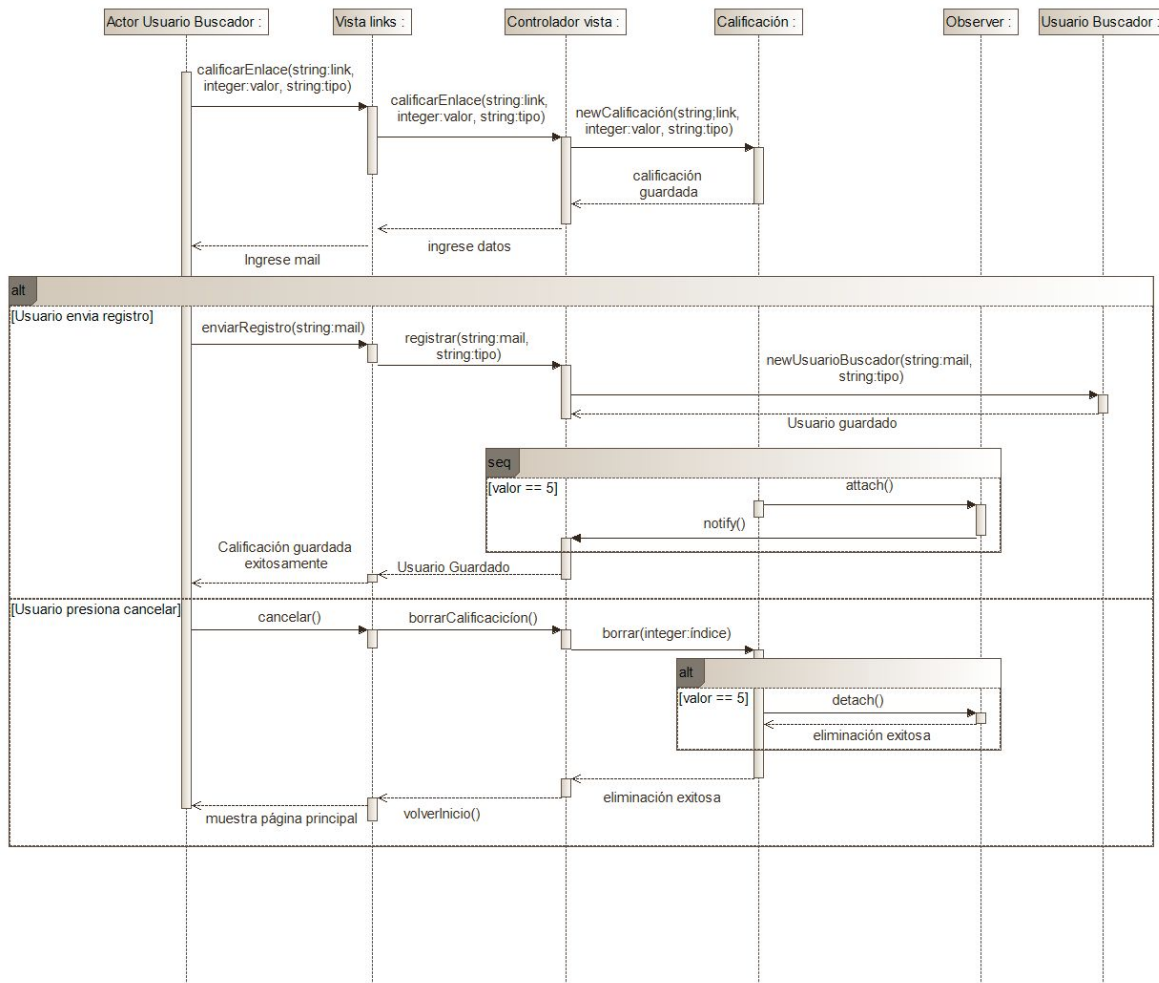 Actor Usuario Buscador :
Vista links :
Controlador vista :
Calificación :
Observer :
Usuario Buscador :
calificarEnlace(string:link,
integer:valor, string:tipo)
calificarEnlace(string:link,
integer:valor, string:tipo)
newCalificación(string;link,
integer:valor, string:tipo)
calificación
guardada
ingrese datos
Ingrese mail
alt
[Usuario envia registro]
enviarRegistro(string:mail)
registrar(string:mail,
string:tipo)
newUsuarioBuscador(string:mail,
string:tipo)
Usuario guardado
seq
[valor == 5]
attach()
notify()
Calificación guardada
exitosamente
Usuario Guardado
[Usuario presiona cancelar]
cancelar()
borrarCalificacicíon()
borrar(integer:índice)
alt
[valor == 5]
detach()
eliminación exitosa
eliminación exitosa
volverInicio()
muestra página principal